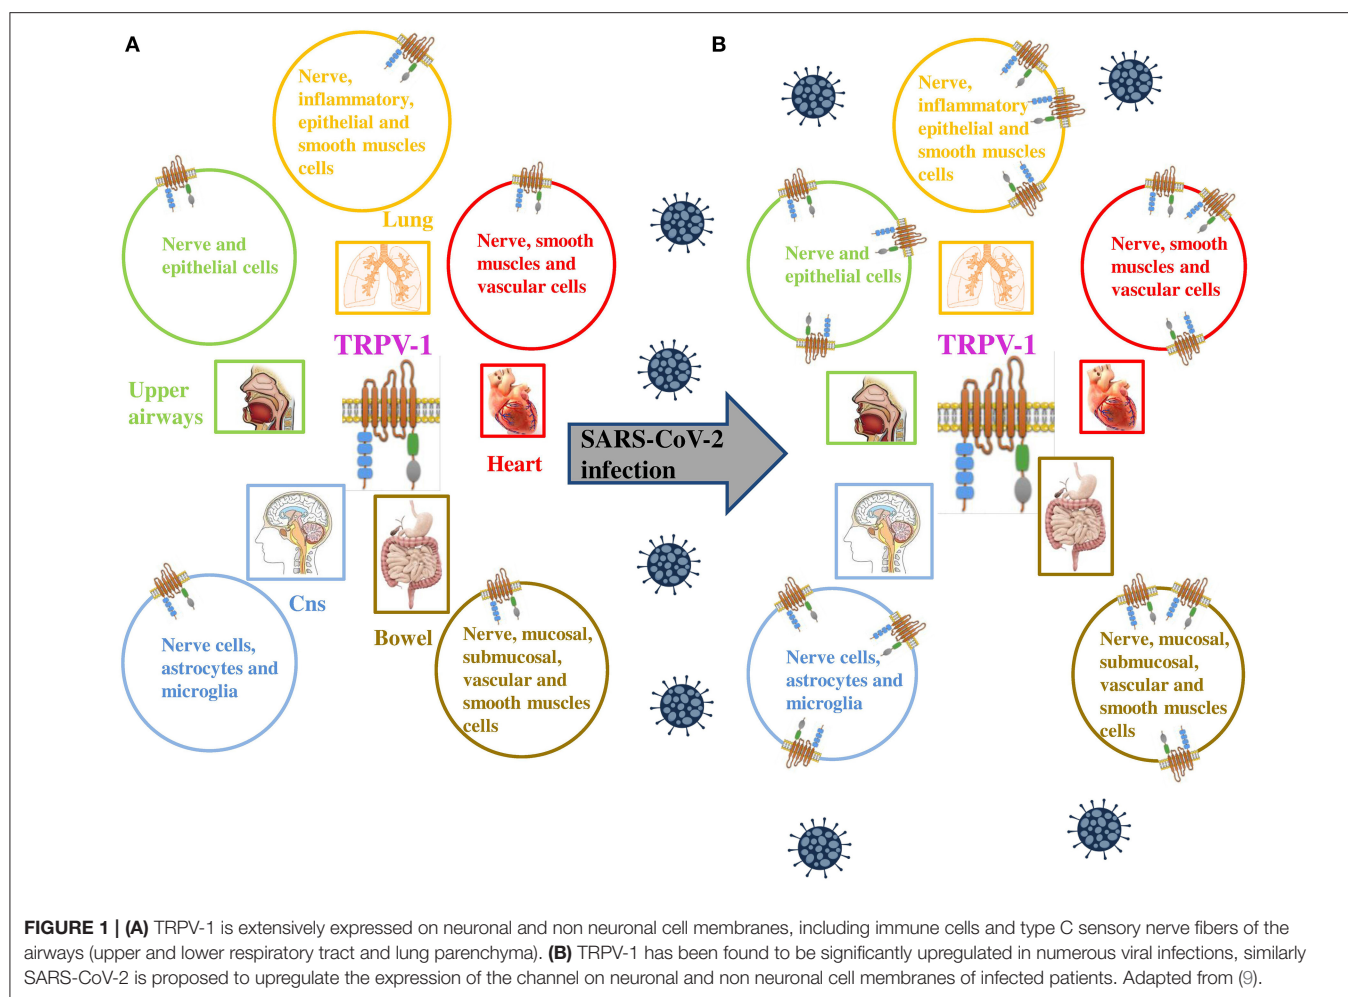 A
Nerve,
inflammatory,
epithelial and
smooth muscles
cells
Lung
Nerve and
epithelial cells
Nerve, smooth
muscles and
vascular cells
TRPV-1
Upper
airways
Heart
Cns
Bowel
Nerve cells,
astrocytes and
microglia
Nerve, mucosal,
submucosal,
vascular and
smooth muscles
cells
SARS-CoV-2
infection
B
Nerve,
inflammatory
epithelial and
smooth muscles
cells
Nerve and
epithelial cells
Nerve, smooth
muscles and
vascular cells
TRPV-1
Nerve cells,
astrocytes and
microglia
Nerve, mucosal,
submucosal,
vascular and
smooth muscles
cells
FIGURE 1 | (A) TRPV-1 is extensively expressed on neuronal and non neuronal cell membranes, including immune cells and type C sensory nerve fibers of the
airways (upper and lower respiratory tract and lung parenchyma). (B) TRPV-1 has been found to be significantly upregulated in numerous viral infections, similarly
SARS-CoV-2 is proposed to upregulate the expression of the channel on neuronal and non neuronal cell membranes of infected patients. Adapted from (9).